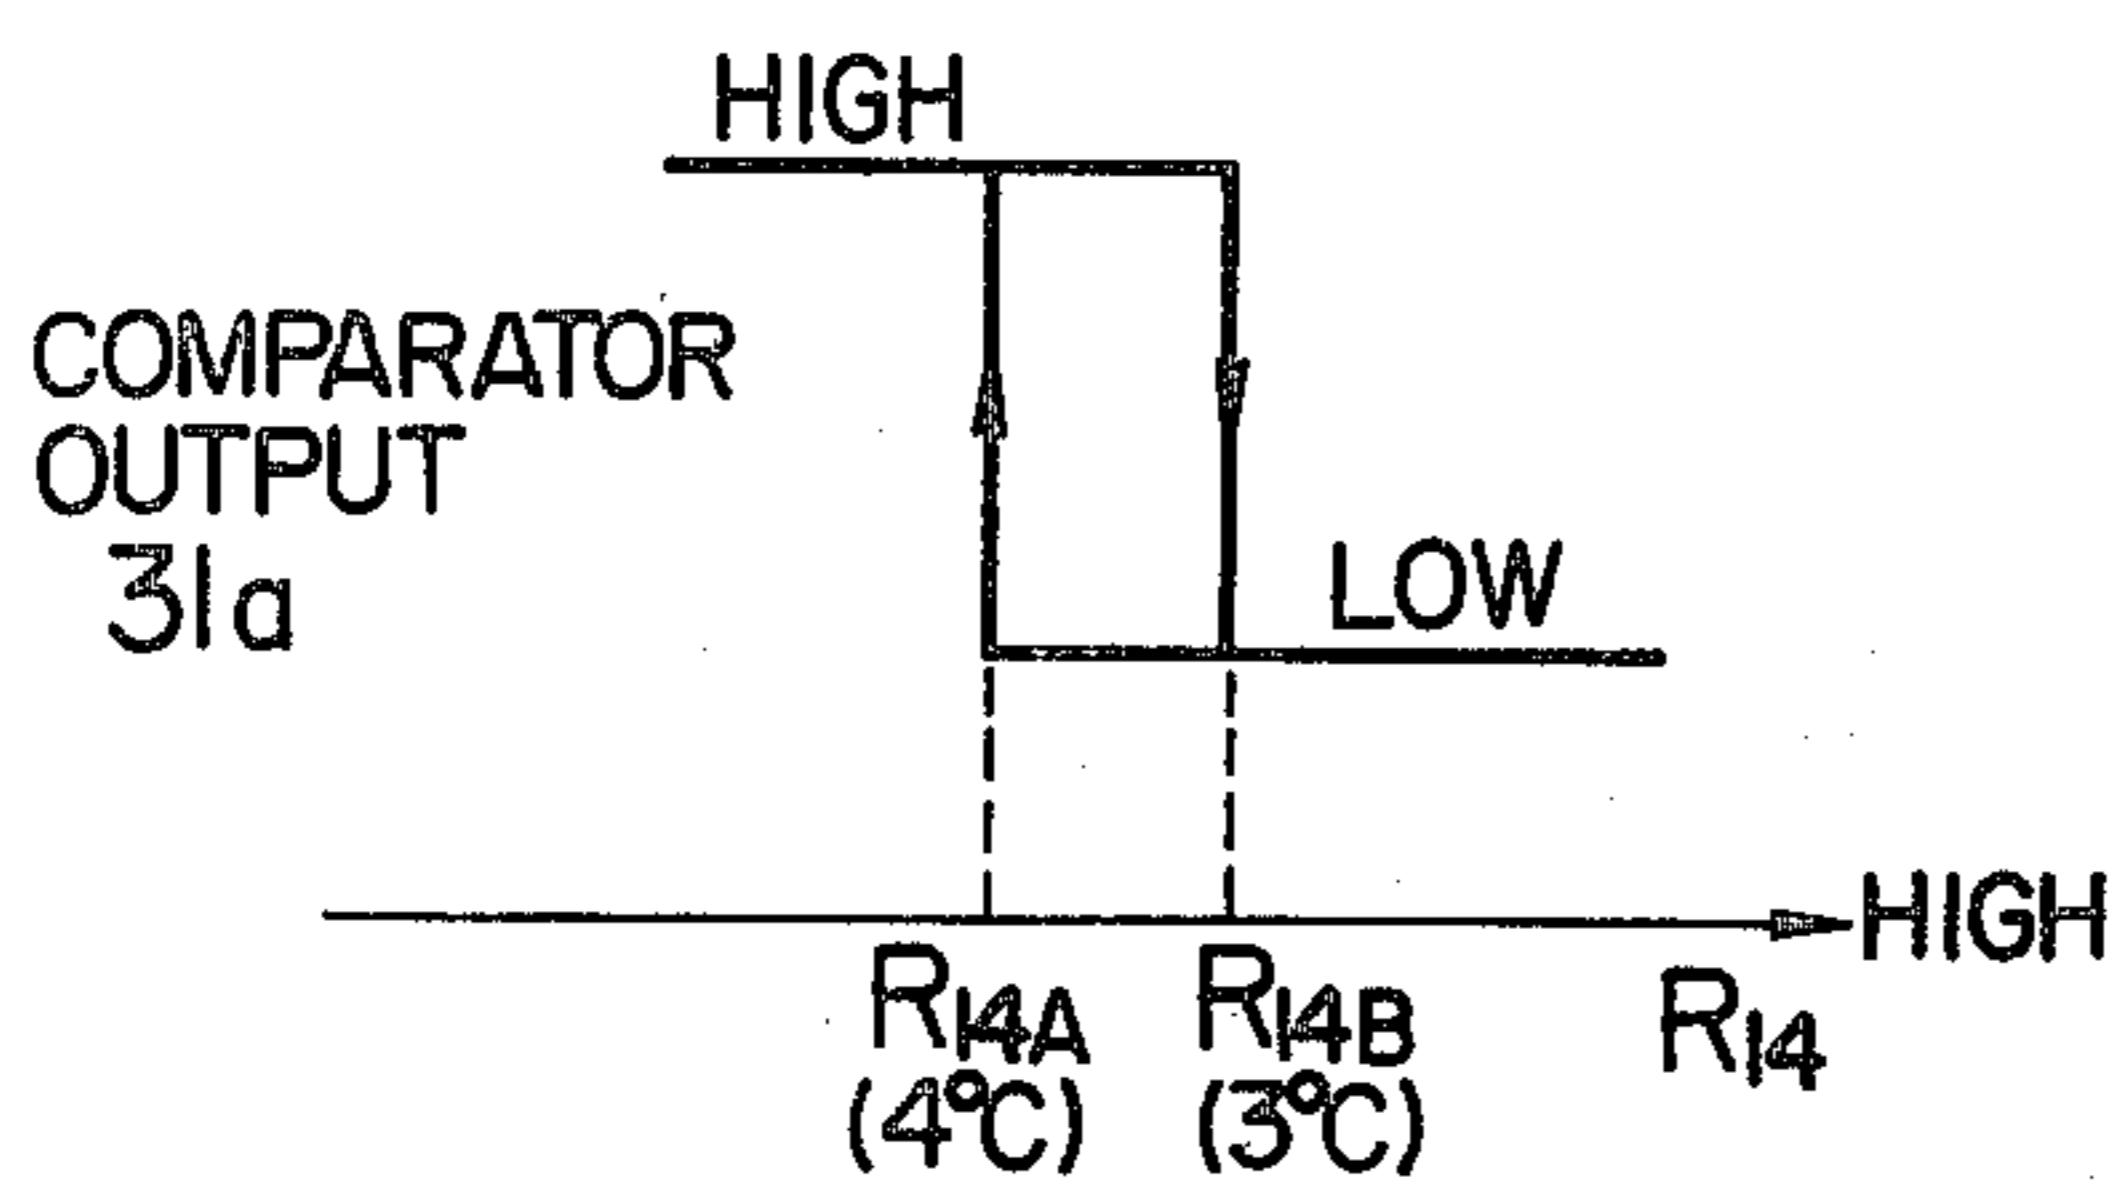 HIGH
COMPARATOR
OUTPUT
31a
LOW
HIGH
R14A
R14B
R14
(4°C)
(3°C)